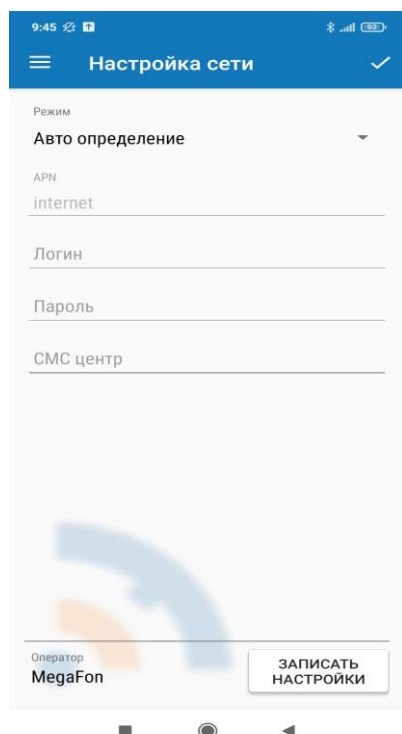 9:45
92
Настройка сети
Режим
Авто определение
APN
internet
Логин
Пароль
СМС центр
Оператор
MegaFon
ЗАПИСАТЬ
НАСТРОЙКИ